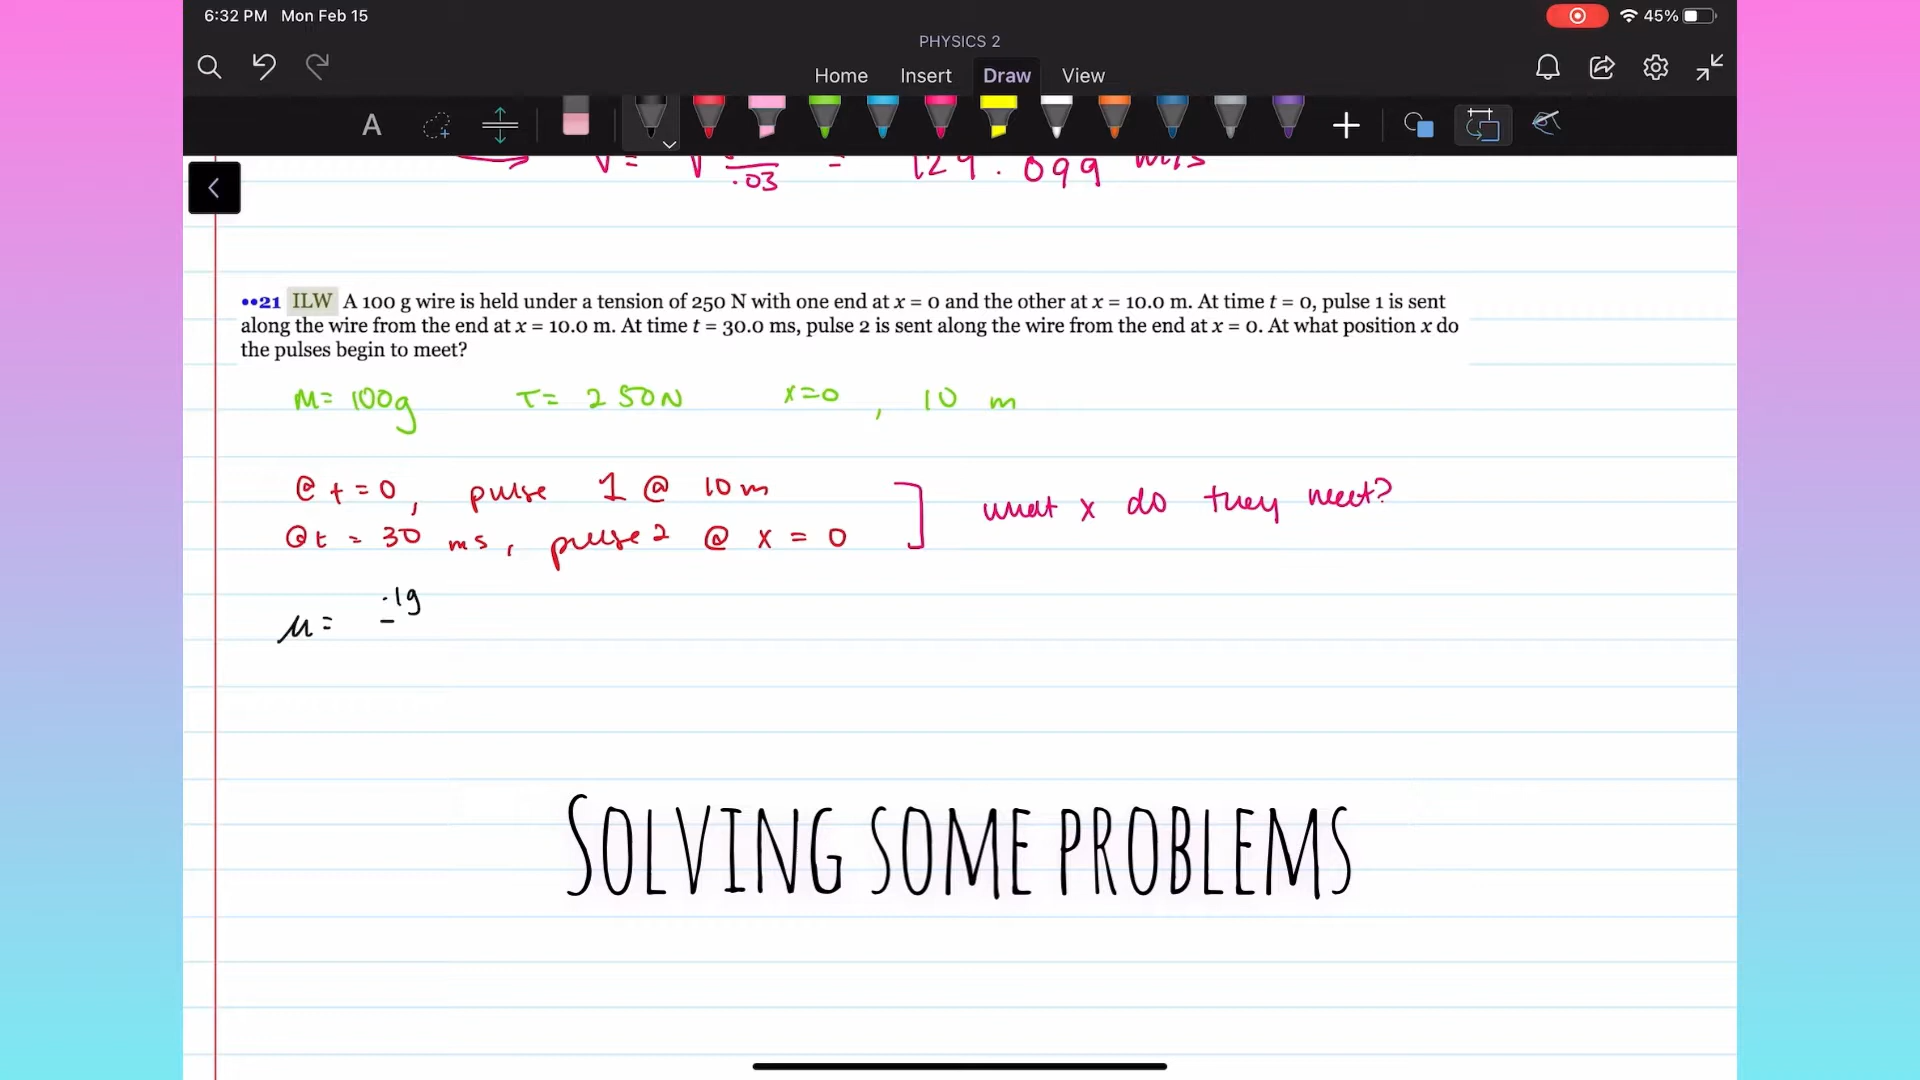 6:32 PM Mon Feb 15
45%
PHYSICS 2
Home Insert Draw View
A
V= √ .03 = 129.099 m/s
••21 ILW A 100 g wire is held under a tension of 250 N with one end at x = 0 and the other at x = 10.0 m. At time t = 0, pulse 1 is sent
along the wire from the end at x = 10.0 m. At time t = 30.0 ms, pulse 2 is sent along the wire from the end at x = 0. At what position x do
the pulses begin to meet?
M= 100g τ= 250N x=0 , 10 m
@ t=0, pulse 1 @ 10m
what x do they meet?
@t = 30 ms, pulse 2 @ x = 0
.1g
μ=
SOLVING SOME PROBLEMS